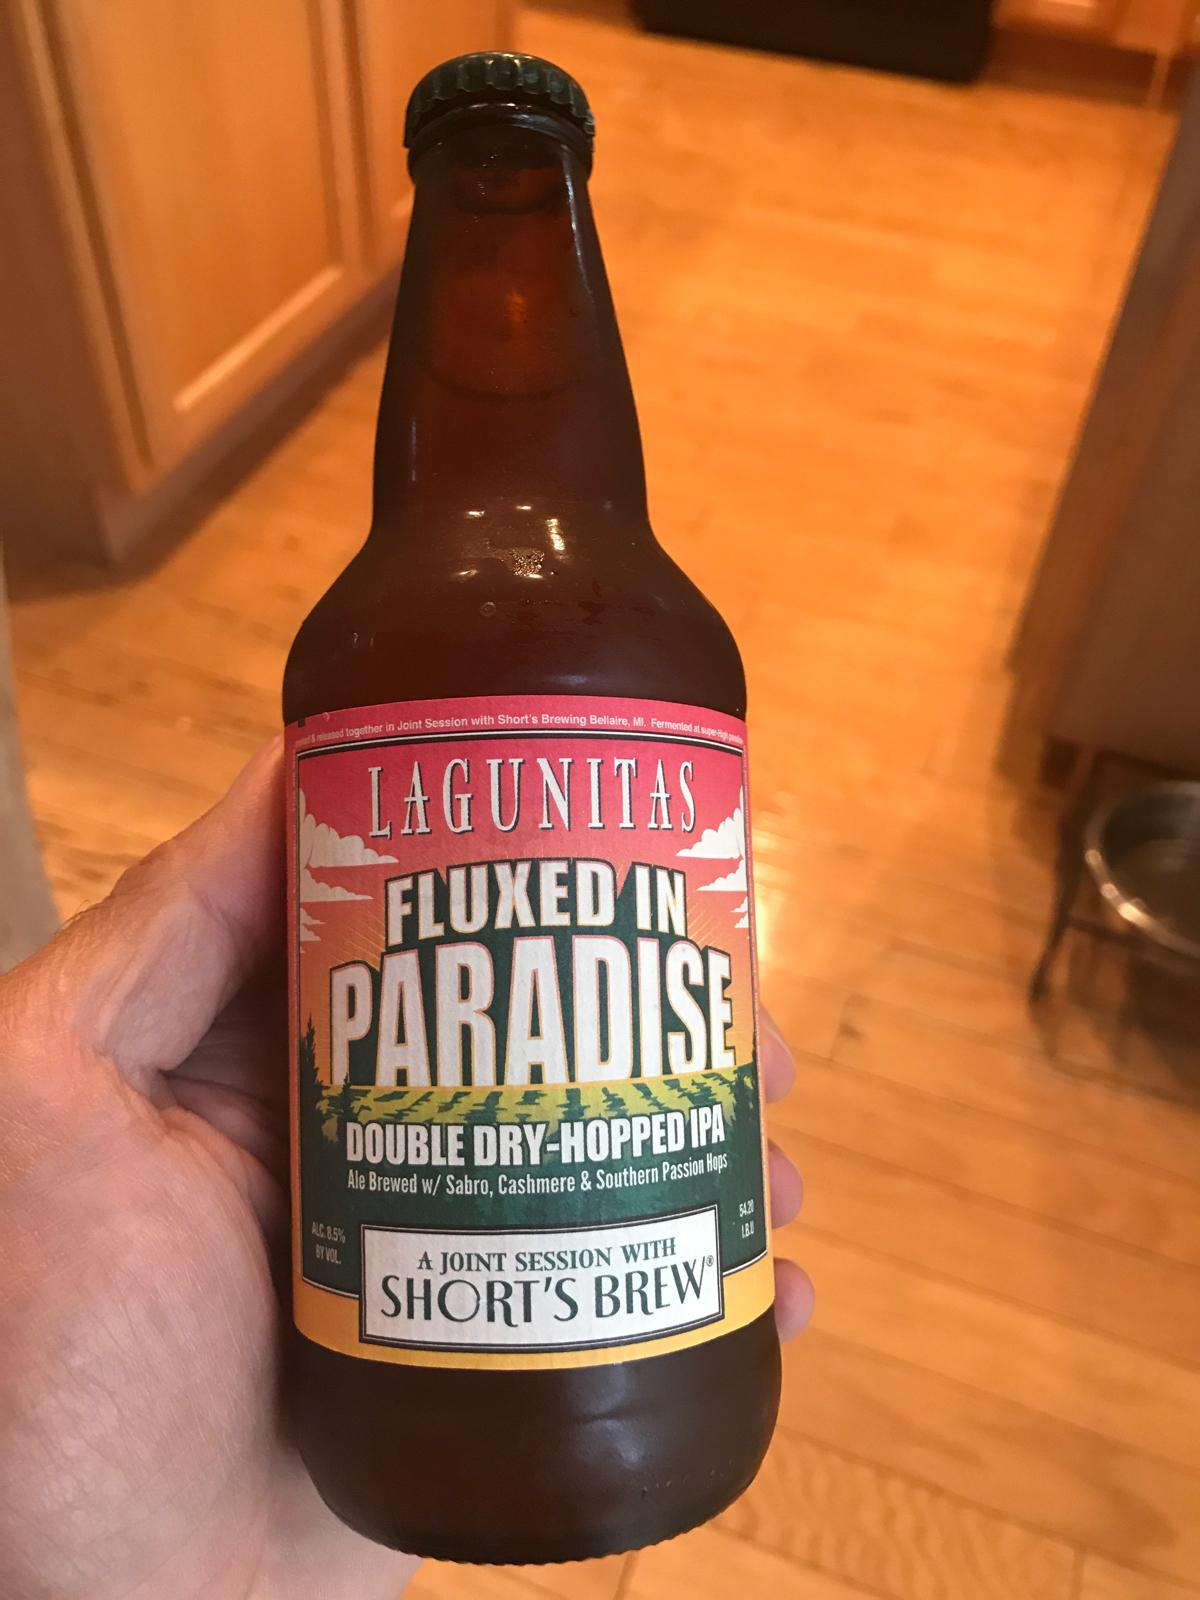 & released together in Joint Session with Short's Brewing Bellaire, MI. Fermented at super-High
LAGUNITAS
FLUXED IN
PARADISE
DOUBLE DRY-HOPPED IPA
Ale Brewed w/ Sabro, Cashmere & Southern Passion Hops
ALC. 8.5%
BY VOL.
54.20
I.B.U
A JOINT SESSION WITH
SHORT'S BREW®